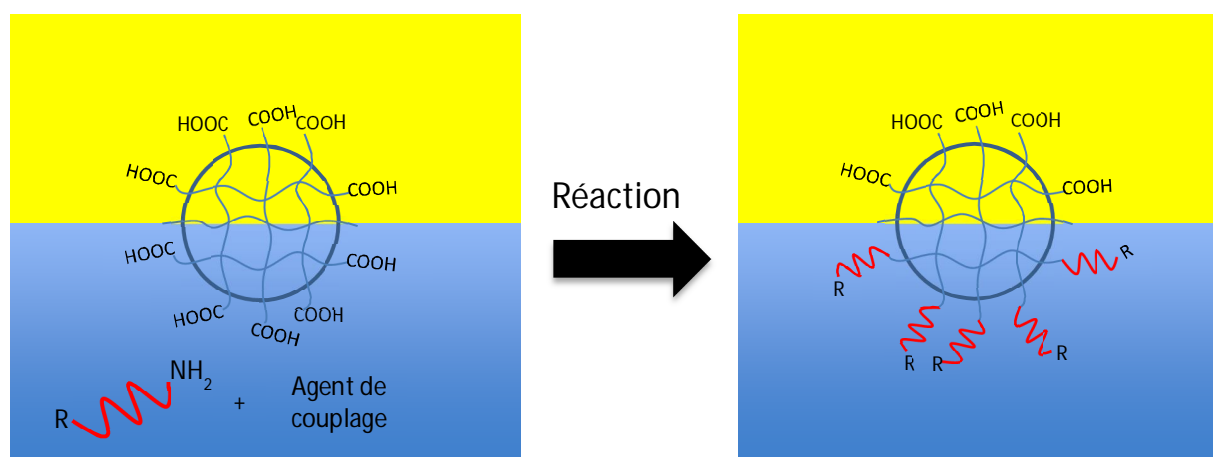 HOOC COOH COOH
HOOC COOH
HOOC COOH
HOOC COOH COOH
R NH2 + Agent de
couplage
Réaction
HOOC COOH COOH
HOOC COOH
R R
R R R